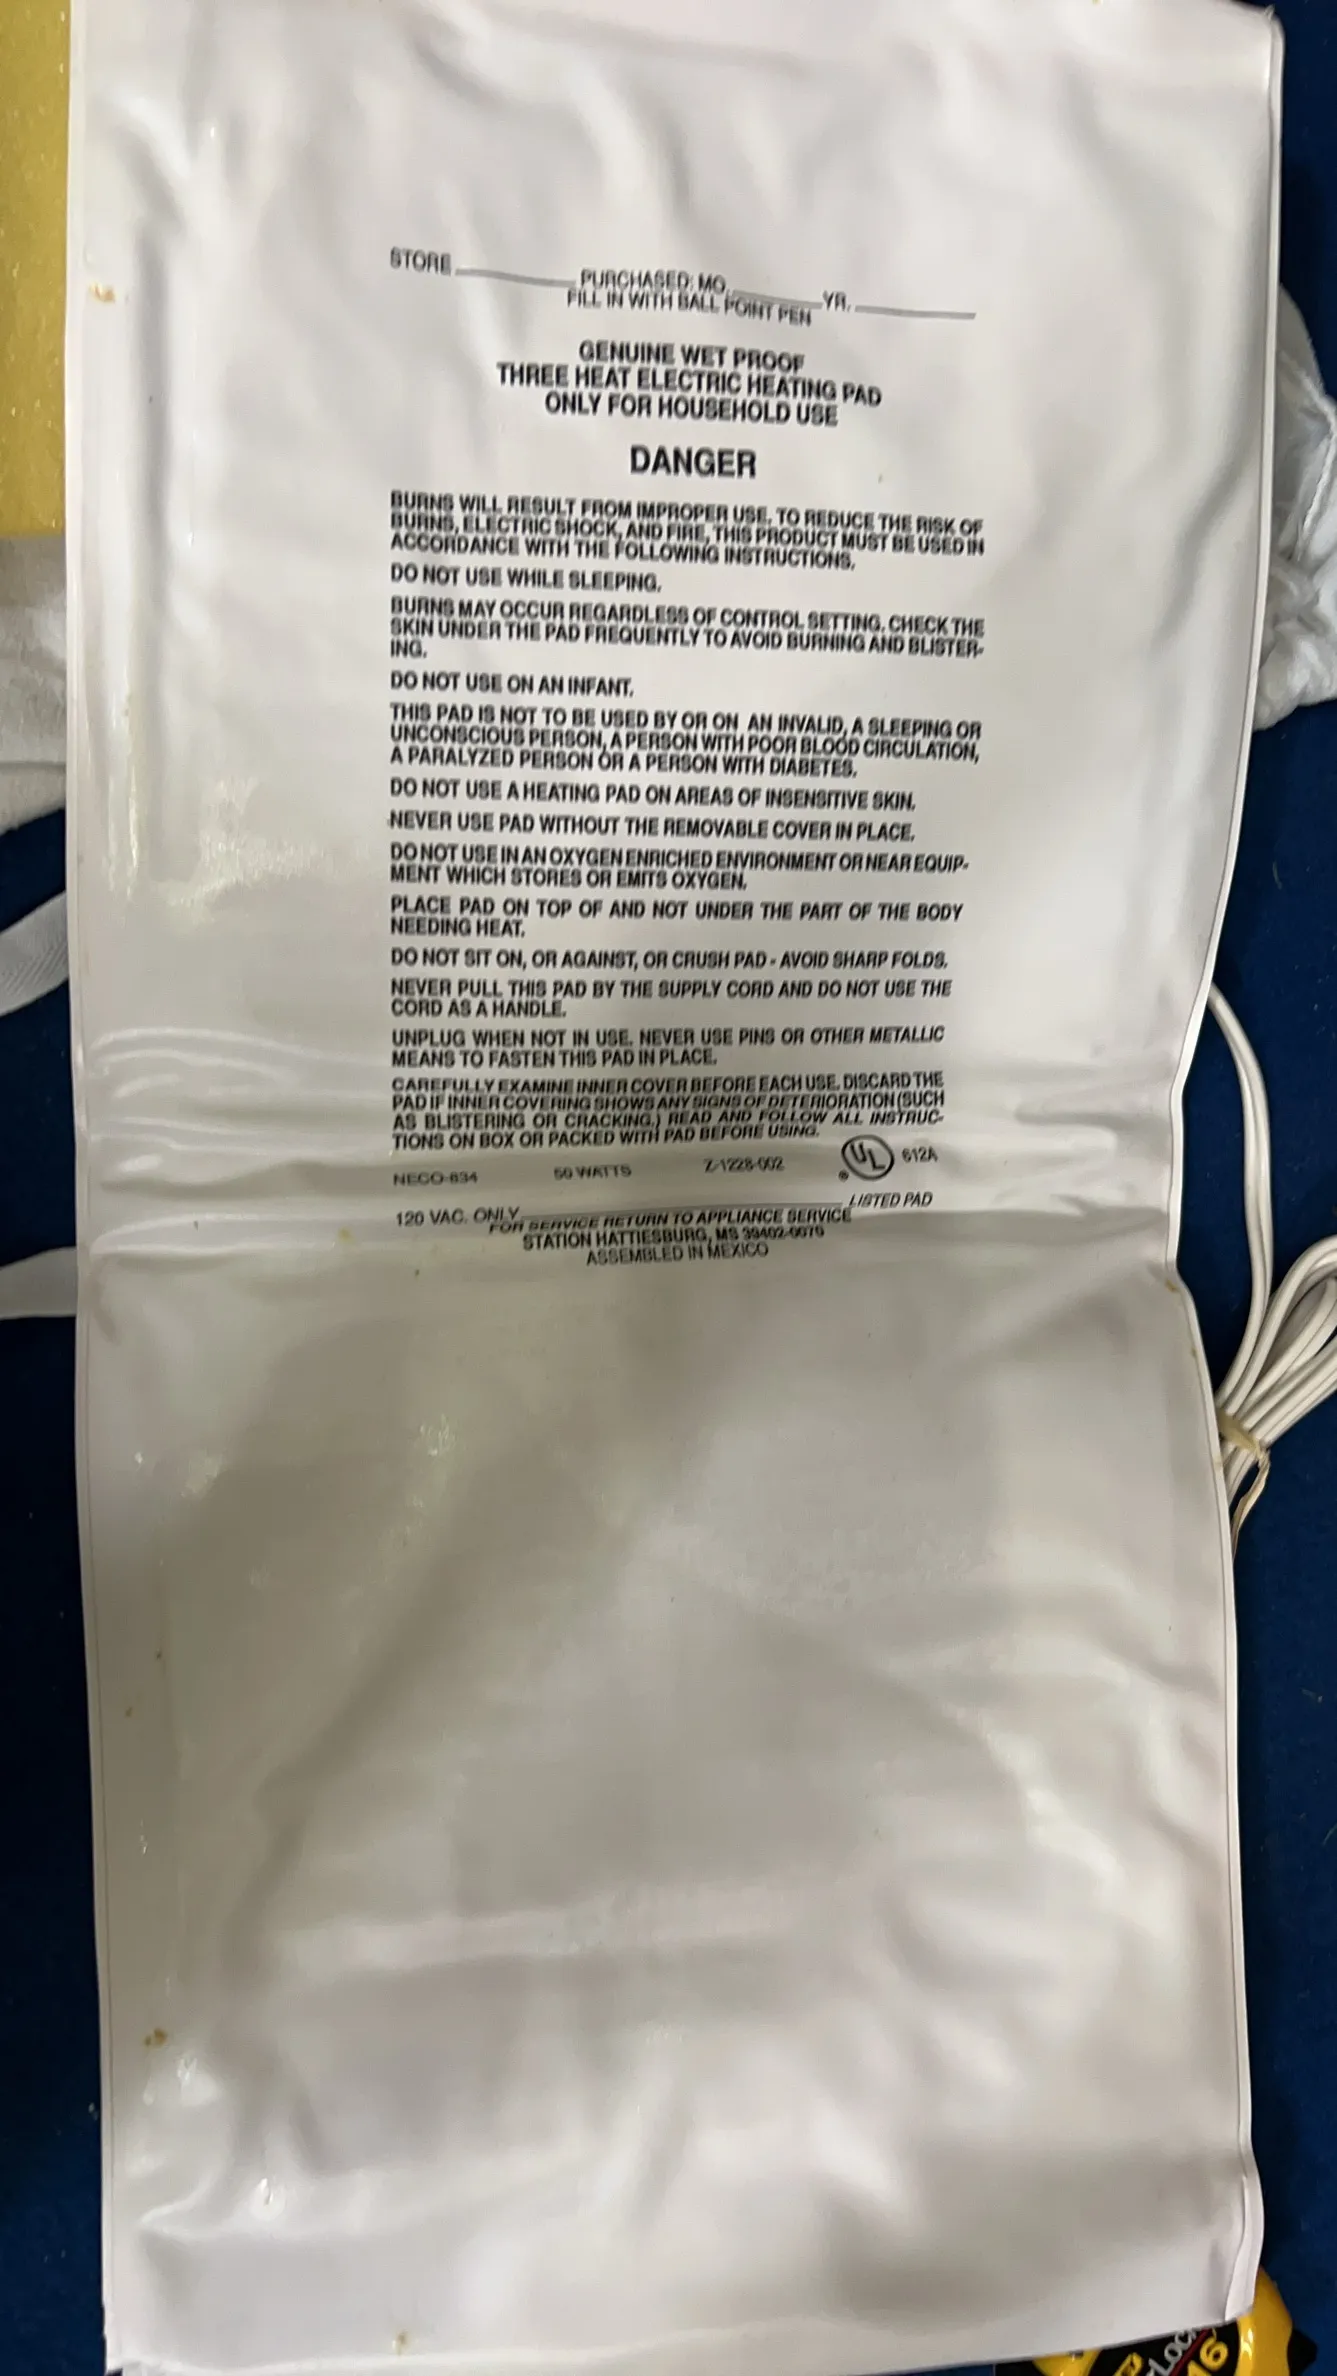 STORE ____ PURCHASED: MO. ____ YR. ____
FILL IN WITH BALL POINT PEN
GENUINE WET PROOF
THREE HEAT ELECTRIC HEATING PAD
ONLY FOR HOUSEHOLD USE
DANGER
BURNS WILL RESULT FROM IMPROPER USE. TO REDUCE THE RISK OF
BURNS, ELECTRIC SHOCK, AND FIRE, THIS PRODUCT MUST BE USED IN
ACCORDANCE WITH THE FOLLOWING INSTRUCTIONS.
DO NOT USE WHILE SLEEPING.
BURNS MAY OCCUR REGARDLESS OF CONTROL SETTING. CHECK THE
SKIN UNDER THE PAD FREQUENTLY TO AVOID BURNING AND BLISTER-
ING.
DO NOT USE ON AN INFANT.
THIS PAD IS NOT TO BE USED BY OR ON AN INVALID, A SLEEPING OR
UNCONSCIOUS PERSON, A PERSON WITH POOR BLOOD CIRCULATION,
A PARALYZED PERSON OR A PERSON WITH DIABETES.
DO NOT USE A HEATING PAD ON AREAS OF INSENSITIVE SKIN.
NEVER USE PAD WITHOUT THE REMOVABLE COVER IN PLACE.
DO NOT USE IN AN OXYGEN ENRICHED ENVIRONMENT OR NEAR EQUIP-
MENT WHICH STORES OR EMITS OXYGEN.
PLACE PAD ON TOP OF AND NOT UNDER THE PART OF THE BODY
NEEDING HEAT.
DO NOT SIT ON, OR AGAINST, OR CRUSH PAD - AVOID SHARP FOLDS.
NEVER PULL THIS PAD BY THE SUPPLY CORD AND DO NOT USE THE
CORD AS A HANDLE.
UNPLUG WHEN NOT IN USE. NEVER USE PINS OR OTHER METALLIC
MEANS TO FASTEN THIS PAD IN PLACE.
CAREFULLY EXAMINE INNER COVER BEFORE EACH USE. DISCARD THE
PAD IF INNER COVERING SHOWS ANY SIGNS OF DETERIORATION (SUCH
AS BLISTERING OR CRACKING.) READ AND FOLLOW ALL INSTRUC-
TIONS ON BOX OR PACKED WITH PAD BEFORE USING.
NECO-834 50 WATTS Z-1228-002 UL ® 612A
120 VAC. ONLY ____ LISTED PAD
FOR SERVICE RETURN TO APPLIANCE SERVICE
STATION HATTIESBURG, MS
ASSEMBLED IN MEXICO
16